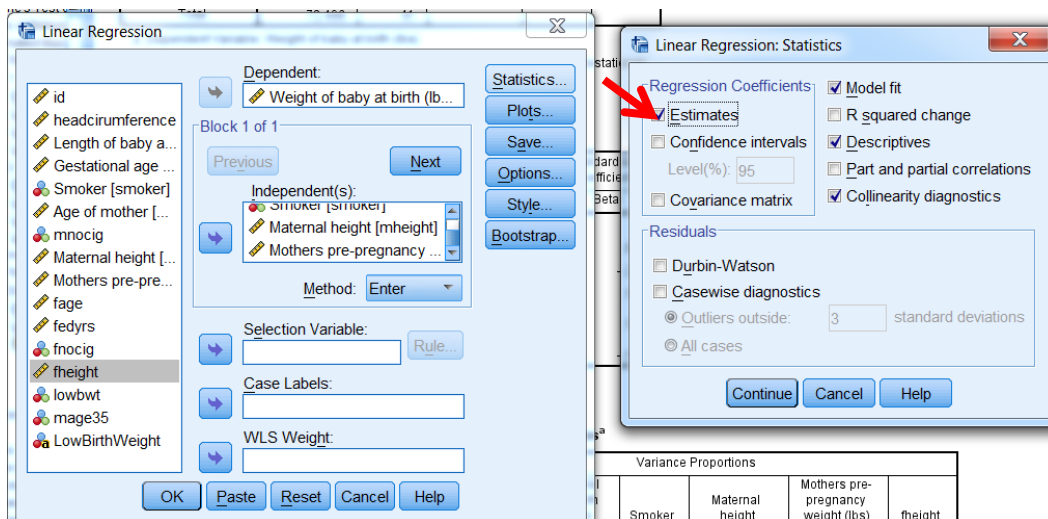 Total
Linear Regression
id
headcirumference
Length of baby a...
Gestational age ...
Smoker [smoker]
Age of mother [...
mnocig
Maternal height [...
Mothers pre-pre...
fage
fedyrs
fnocig
fheight
lowbwt
mage35
LowBirthWeight
Dependent:
Weight of baby at birth (lb...
Block 1 of 1
Previous
Next
Independent(s):
Smoker [smoker]
Maternal height [mheight]
Mothers pre-pregnancy ...
Method: Enter
Selection Variable:
Rule...
Case Labels:
WLS Weight:
Statistics...
Plots...
Save...
Options...
Style...
Bootstrap...
OK
Paste
Reset
Cancel
Help
Linear Regression: Statistics
Regression Coefficients
Estimates
Confidence intervals
Level(%): 95
Covariance matrix
Model fit
R squared change
Descriptives
Part and partial correlations
Collinearity diagnostics
Residuals
Durbin-Watson
Casewise diagnostics
Outliers outside: 3 standard deviations
All cases
Continue
Cancel
Help
Beta
Variance Proportions
Smoker
Maternal
height
Mothers pre-
pregnancy
weight (lbs)
fheight